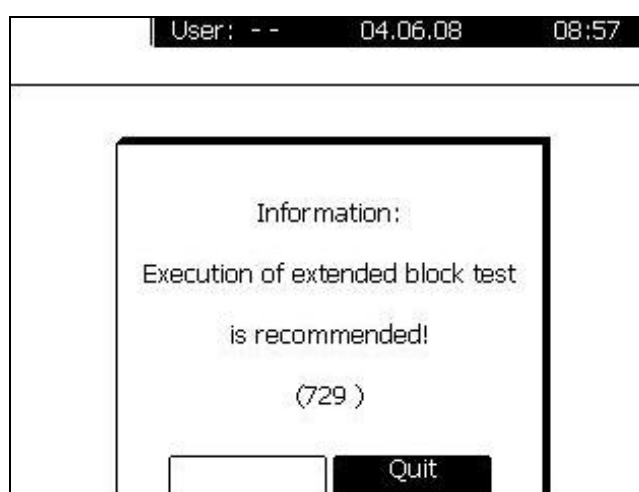 User: - - 04.06.08 08:57
Information:
Execution of extended block test
is recommended!
(729 )
Quit